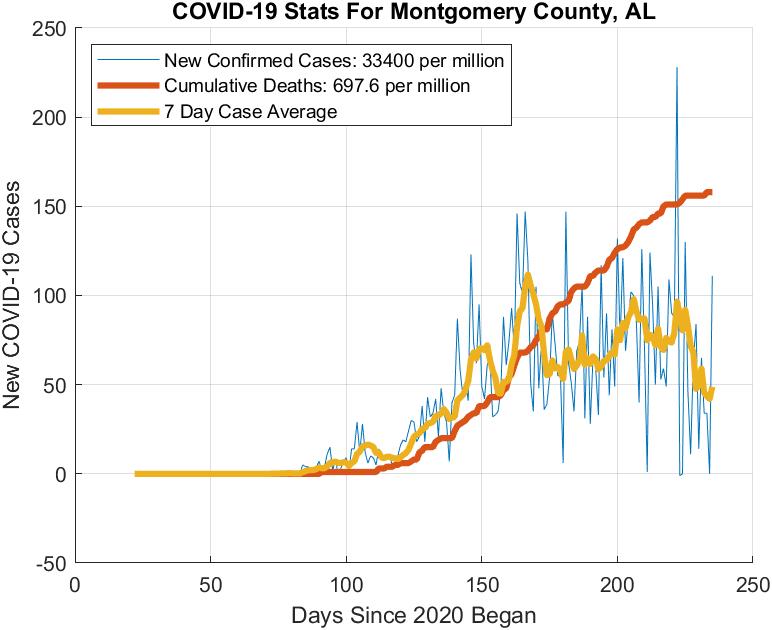 COVID-19 Stats For Montgomery County, AL
250
New Confirmed Cases: 33400 per million
Cumulative Deaths: 697.6 per million
7 Day Case Average
200
150
100
50
0
-50
New COVID-19 Cases
0 50 100 150 200 250
Days Since 2020 Began